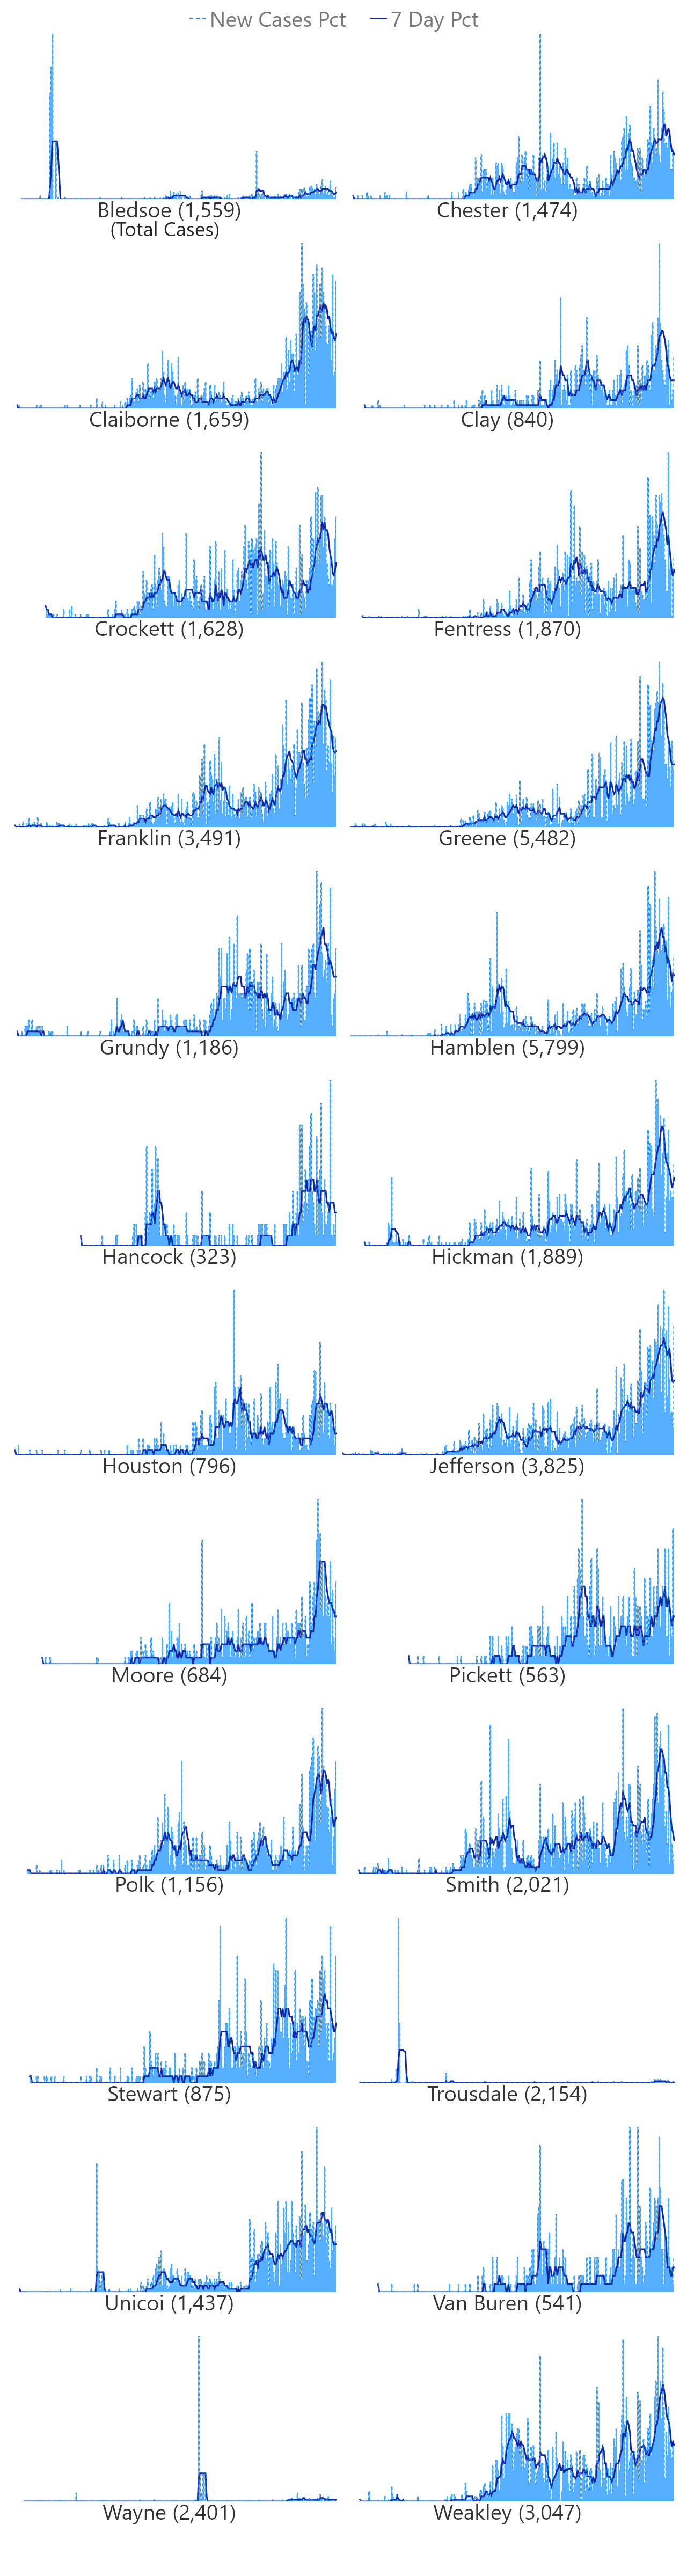 New Cases Pct 7 Day Pct
Bledsoe (1,559) Chester (1,474)
(Total Cases)
Claiborne (1,659) Clay (840)
Crockett (1,628) Fentress (1,870)
Franklin (3,491) Greene (5,482)
Grundy (1,186) Hamblen (5,799)
Hancock (323) Hickman (1,889)
Houston (796) Jefferson (3,825)
Moore (684) Pickett (563)
Polk (1,156) Smith (2,021)
Stewart (875) Trousdale (2,154)
Unicoi (1,437) Van Buren (541)
Wayne (2,401) Weakley (3,047)